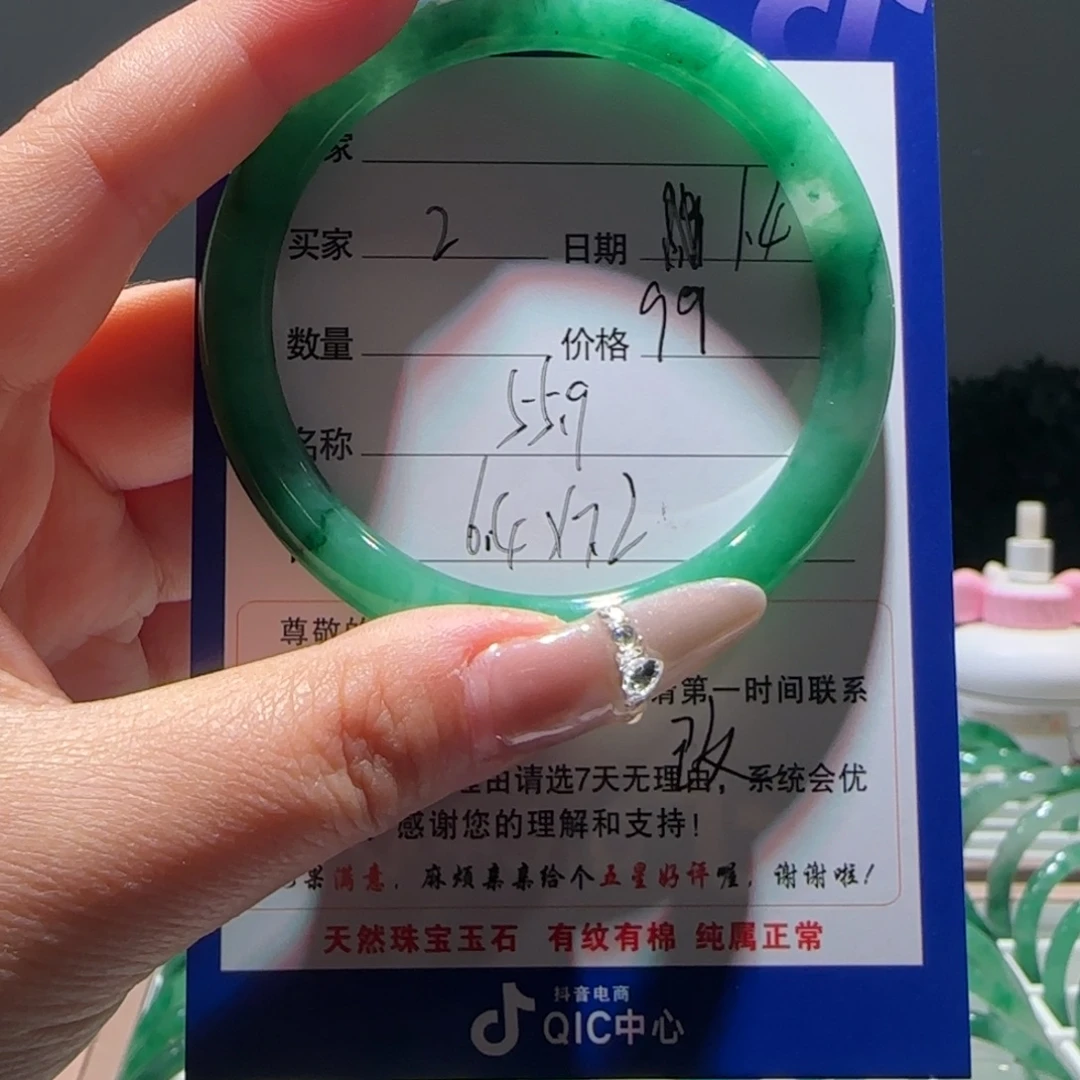 家
买家 2 日期 1.4
数量 价格 99
名称 55.9
6.4x7.2
尊敬的
请第一时间联系
改
理由请选7天无理由，系统会优
感谢您的理解和支持！
果满意，麻烦亲亲给个五星好评喔，谢谢啦！
天然珠宝玉石 有纹有棉 纯属正常
抖音电商
QIC中心